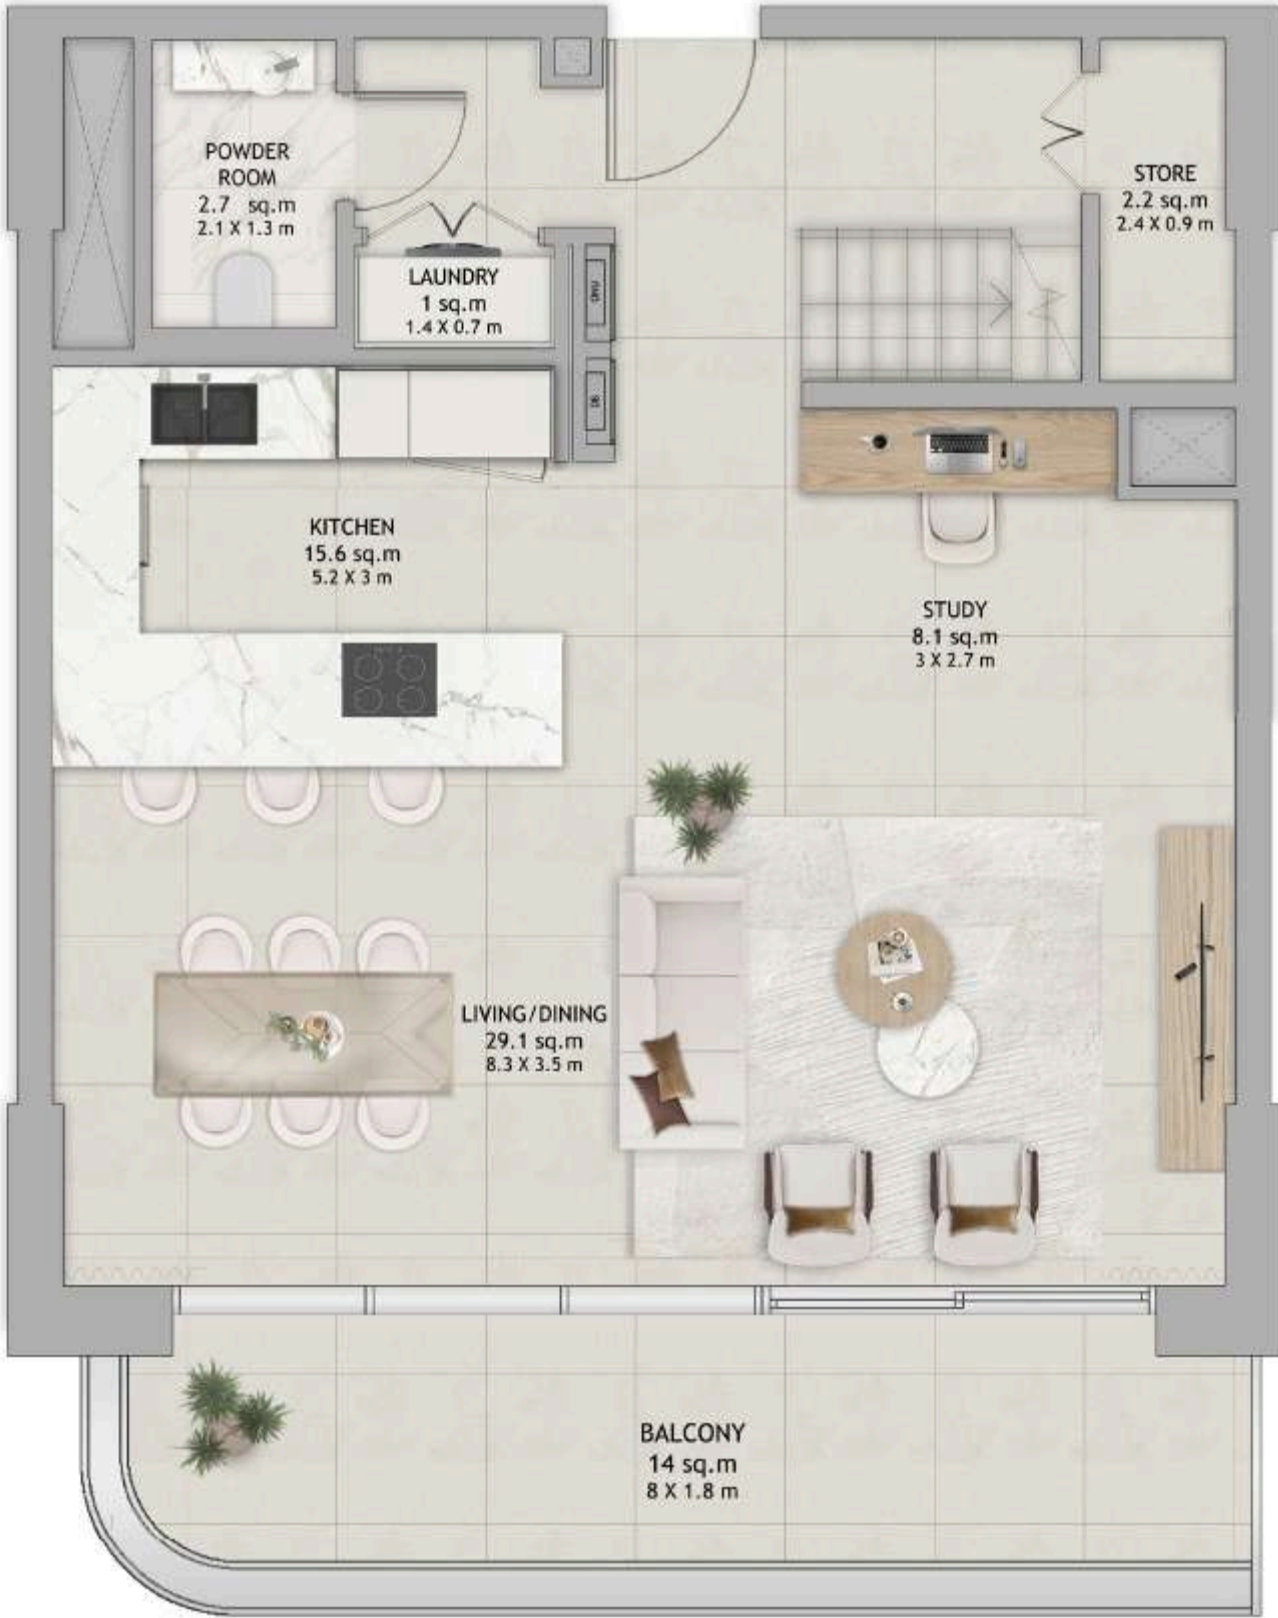 POWDER
ROOM
2.7 sq.m
2.1 X 1.3 m
STORE
2.2 sq.m
2.4 X 0.9 m
LAUNDRY
1 sq.m
1.4 X 0.7 m
KITCHEN
15.6 sq.m
5.2 X 3 m
STUDY
8.1 sq.m
3 X 2.7 m
LIVING/DINING
29.1 sq.m
8.3 X 3.5 m
BALCONY
14 sq.m
8 X 1.8 m